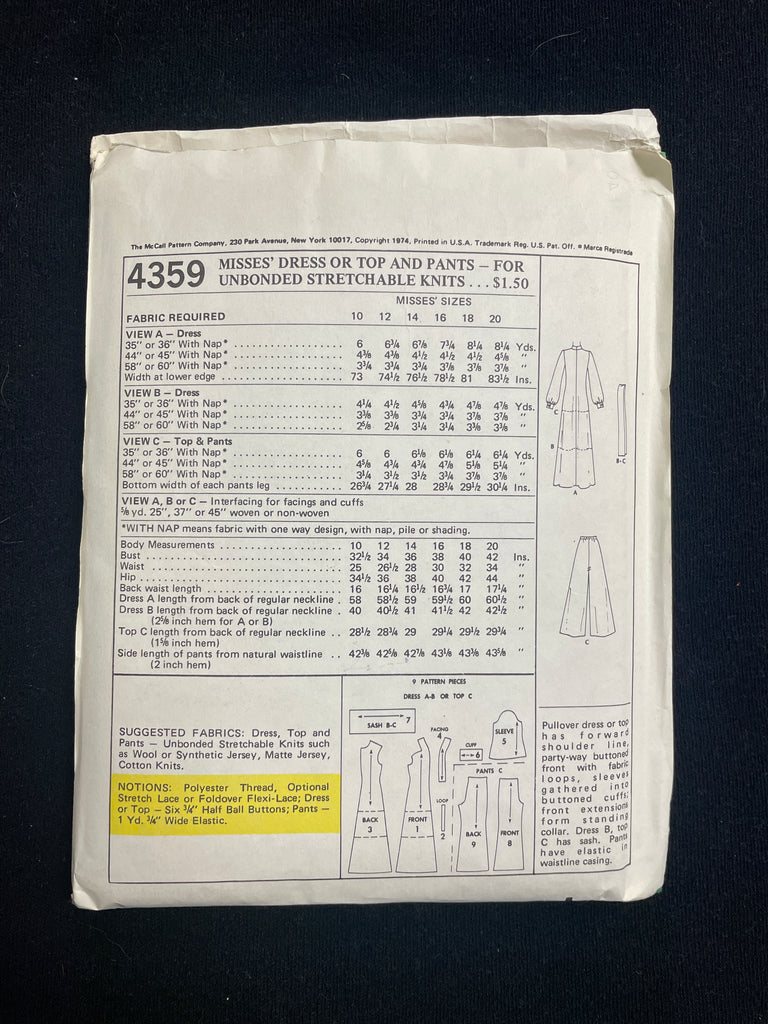 The McCall Pattern Company, 230 Park Avenue, New York 10017, Copyright 1974, Printed in U.S.A. Trademark Reg. U.S. Pat. Off. ● Marca Registrada
4359 MISSES' DRESS OR TOP AND PANTS – FOR
UNBONDED STRETCHABLE KNITS . . . $1.50
MISSES' SIZES
FABRIC REQUIRED 10 12 14 16 18 20
VIEW A – Dress
35" or 36" With Nap* 6 6¾ 6⅞ 7¼ 8¼ 8¼ Yds.
44" or 45" With Nap* 4⅜ 4⅜ 4½ 4½ 4½ 4⅝ "
58" or 60" With Nap* 3¾ 3¾ 3¾ 3⅞ 3⅞ 3⅞ "
Width at lower edge 73 74½ 76½ 78½ 81 83½ Ins.
VIEW B – Dress
35" or 36" With Nap* 4¼ 4½ 4⅝ 4¾ 4⅞ 4⅞ Yds.
44" or 45" With Nap* 3⅜ 3⅜ 3¾ 3¾ 3⅞ 3⅞ "
58" or 60" With Nap* 2⅝ 2¾ 3¼ 3¼ 3⅜ 3⅜ "
VIEW C – Top & Pants
35" or 36" With Nap* 6 6 6⅛ 6⅛ 6¼ 6¼ Yds.
44" or 45" With Nap* 4⅝ 4¾ 4¾ 4⅞ 5⅛ 5¼ "
58" or 60" With Nap* 3¼ 3½ 3½ 3¾ 3⅞ 3⅞ "
Bottom width of each pants leg 26¾ 27¼ 28 28¾ 29½ 30¼ Ins.
VIEW A, B or C – Interfacing for facings and cuffs
⅝ yd. 25", 37" or 45" woven or non-woven
*WITH NAP means fabric with one way design, with nap, pile or shading.
Body Measurements 10 12 14 16 18 20
Bust 32½ 34 36 38 40 42 Ins.
Waist 25 26½ 28 30 32 34 "
Hip 34½ 36 38 40 42 44 "
Back waist length 16 16¼ 16½ 16¾ 17 17¼ "
Dress A length from back of regular neckline . 58 58½ 59 59½ 60 60½ "
Dress B length from back of regular neckline . 40 40½ 41 41½ 42 42½ "
(2⅝ inch hem for A or B)
Top C length from back of regular neckline . . 28½ 28¾ 29 29¼ 29½ 29¾ "
(1⅝ inch hem)
Side length of pants from natural waistline . . 42⅜ 42⅝ 42⅞ 43⅛ 43⅜ 43⅝ "
(2 inch hem)
C
B
A
B-C
C
SUGGESTED FABRICS: Dress, Top and
Pants – Unbonded Stretchable Knits such
as Wool or Synthetic Jersey, Matte Jersey,
Cotton Knits.
NOTIONS: Polyester Thread, Optional
Stretch Lace or Foldover Flexi-Lace; Dress
or Top – Six ¾" Half Ball Buttons; Pants –
1 Yd. ¾" Wide Elastic.
9 PATTERN PIECES
DRESS A-B OR TOP C
SASH B-C 7
FACING
4
CUFF
6
SLEEVE
5
BACK
3
FRONT
1
LOOP
2
PANTS C
BACK
9
FRONT
8
Pullover dress or top
has forward
shoulder line,
party-way buttoned
front with fabric
loops, sleeves
gathered into
buttoned cuffs;
front extensions
form standing
collar. Dress B, top
C has sash. Pants
have elastic in
waistline casing.